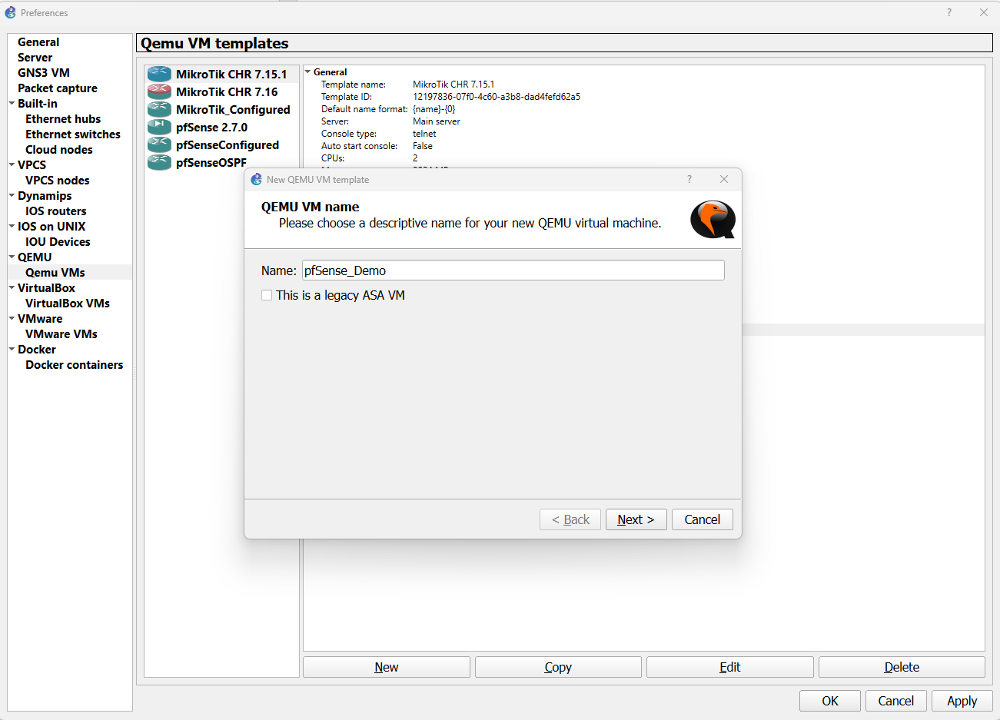 Preferences
?
General
Server
GNS3 VM
Packet capture
Built-in
Ethernet hubs
Ethernet switches
Cloud nodes
VPCS
VPCS nodes
Dynamips
IOS routers
IOS on UNIX
IOU Devices
QEMU
Qemu VMs
VirtualBox
VirtualBox VMs
VMware
VMware VMs
Docker
Docker containers
Qemu VM templates
MikroTik CHR 7.15.1
MikroTik CHR 7.16
MikroTik_Configured
pfSense 2.7.0
pfSenseConfigured
pfSenseOSPF
General
Template name: MikroTik CHR 7.15.1
Template ID: 12197836-07f0-4c60-a3b8-dad4fefd62a5
Default name format: {name}-{0}
Server: Main server
Console type: telnet
Auto start console: False
CPUs: 2
New QEMU VM template
?
QEMU VM name
Please choose a descriptive name for your new QEMU virtual machine.
Name: pfSense_Demo
This is a legacy ASA VM
< Back
Next >
Cancel
New
Copy
Edit
Delete
OK
Cancel
Apply